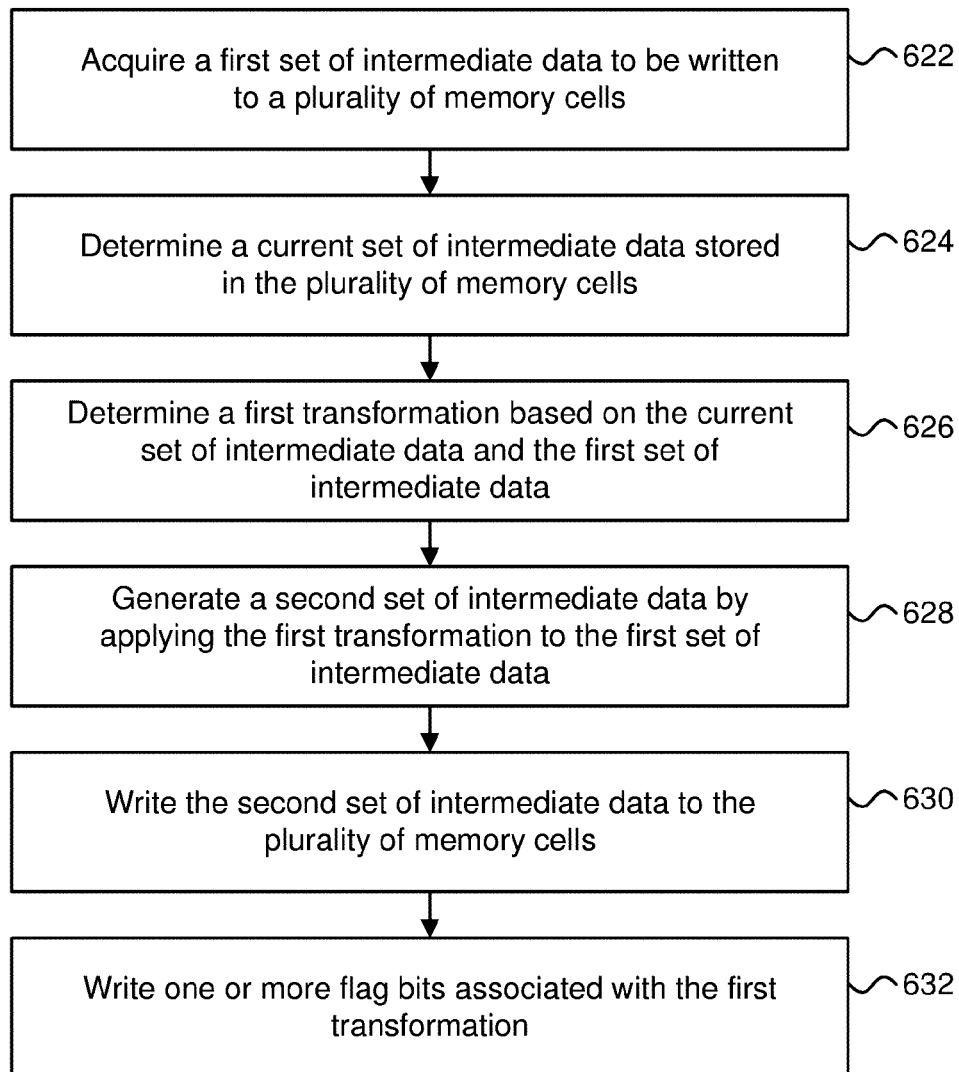 Acquire a first set of intermediate data to be written
to a plurality of memory cells
622
Determine a current set of intermediate data stored
in the plurality of memory cells
624
Determine a first transformation based on the current
set of intermediate data and the first set of
intermediate data
626
Generate a second set of intermediate data by
applying the first transformation to the first set of
intermediate data
628
Write the second set of intermediate data to the
plurality of memory cells
630
Write one or more flag bits associated with the first
transformation
632